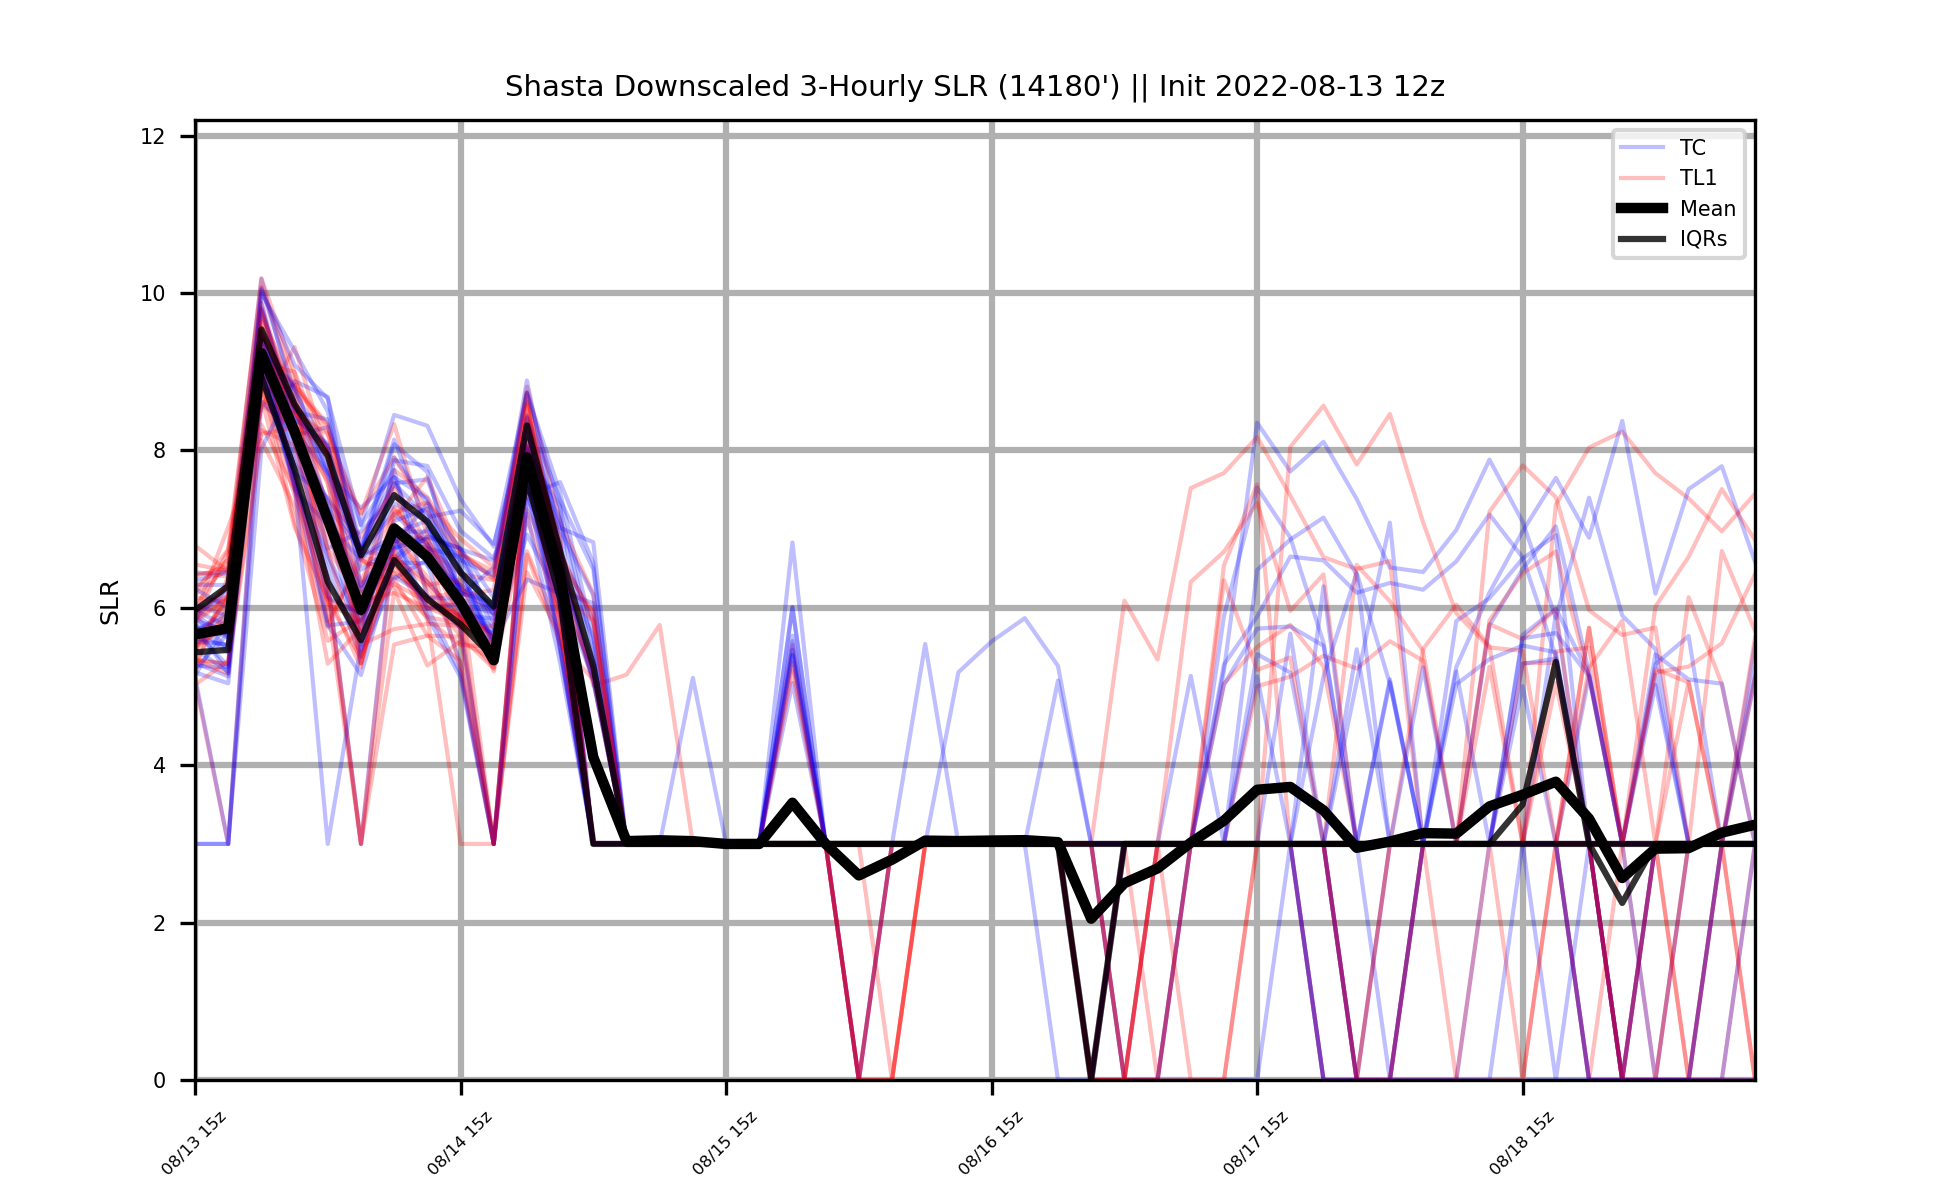 Shasta Downscaled 3-Hourly SLR (14180') || Init 2022-08-13 12z
TC
TL1
Mean
IQRs
SLR
12
10
8
6
4
2
0
08/13 15z
08/14 15z
08/15 15z
08/16 15z
08/17 15z
08/18 15z